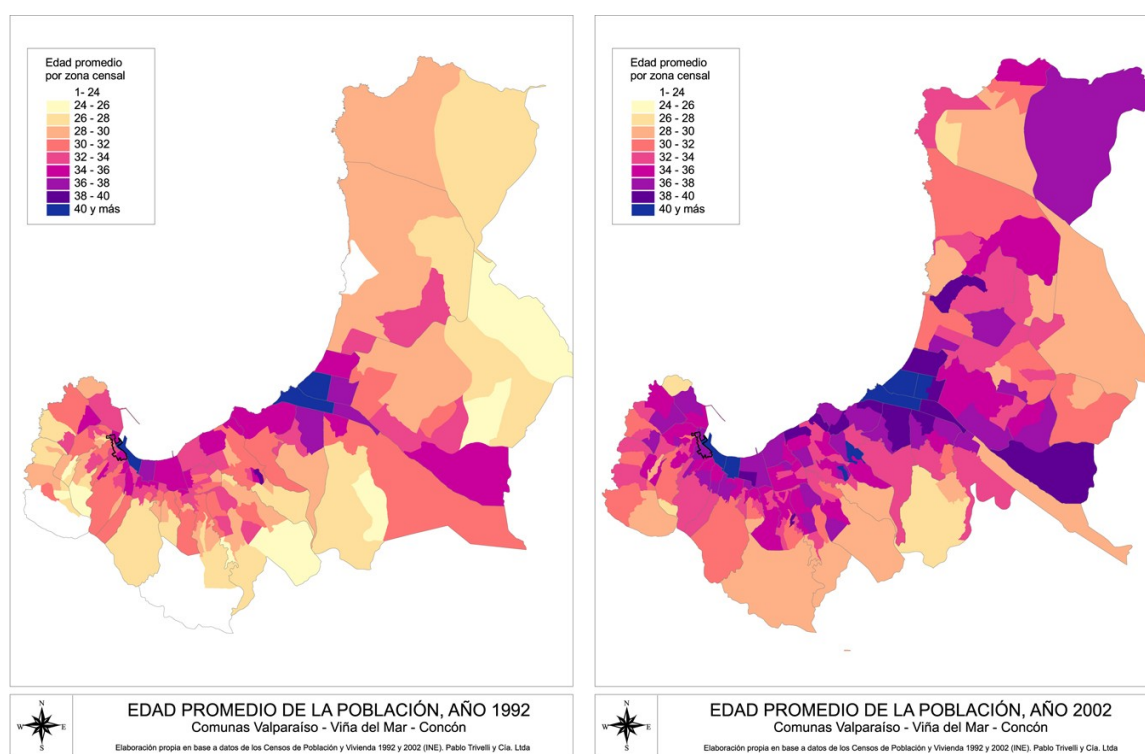 Edad promedio
por zona censal
1- 24
24 - 26
26 - 28
28 - 30
30 - 32
32 - 34
34 - 36
36 - 38
38 - 40
40 y más
N
W
E
S
EDAD PROMEDIO DE LA POBLACIÓN, AÑO 1992
Comunas Valparaíso - Viña del Mar - Concón
Elaboración propia en base a datos de los Censos de Población y Vivienda 1992 y 2002 (INE). Pablo Trivelli y Cía. Ltda
Edad promedio
por zona censal
1- 24
24 - 26
26 - 28
28 - 30
30 - 32
32 - 34
34 - 36
36 - 38
38 - 40
40 y más
N
W
E
S
EDAD PROMEDIO DE LA POBLACIÓN, AÑO 2002
Comunas Valparaíso - Viña del Mar - Concón
Elaboración propia en base a datos de los Censos de Población y Vivienda 1992 y 2002 (INE). Pablo Trivelli y Cía. Ltda